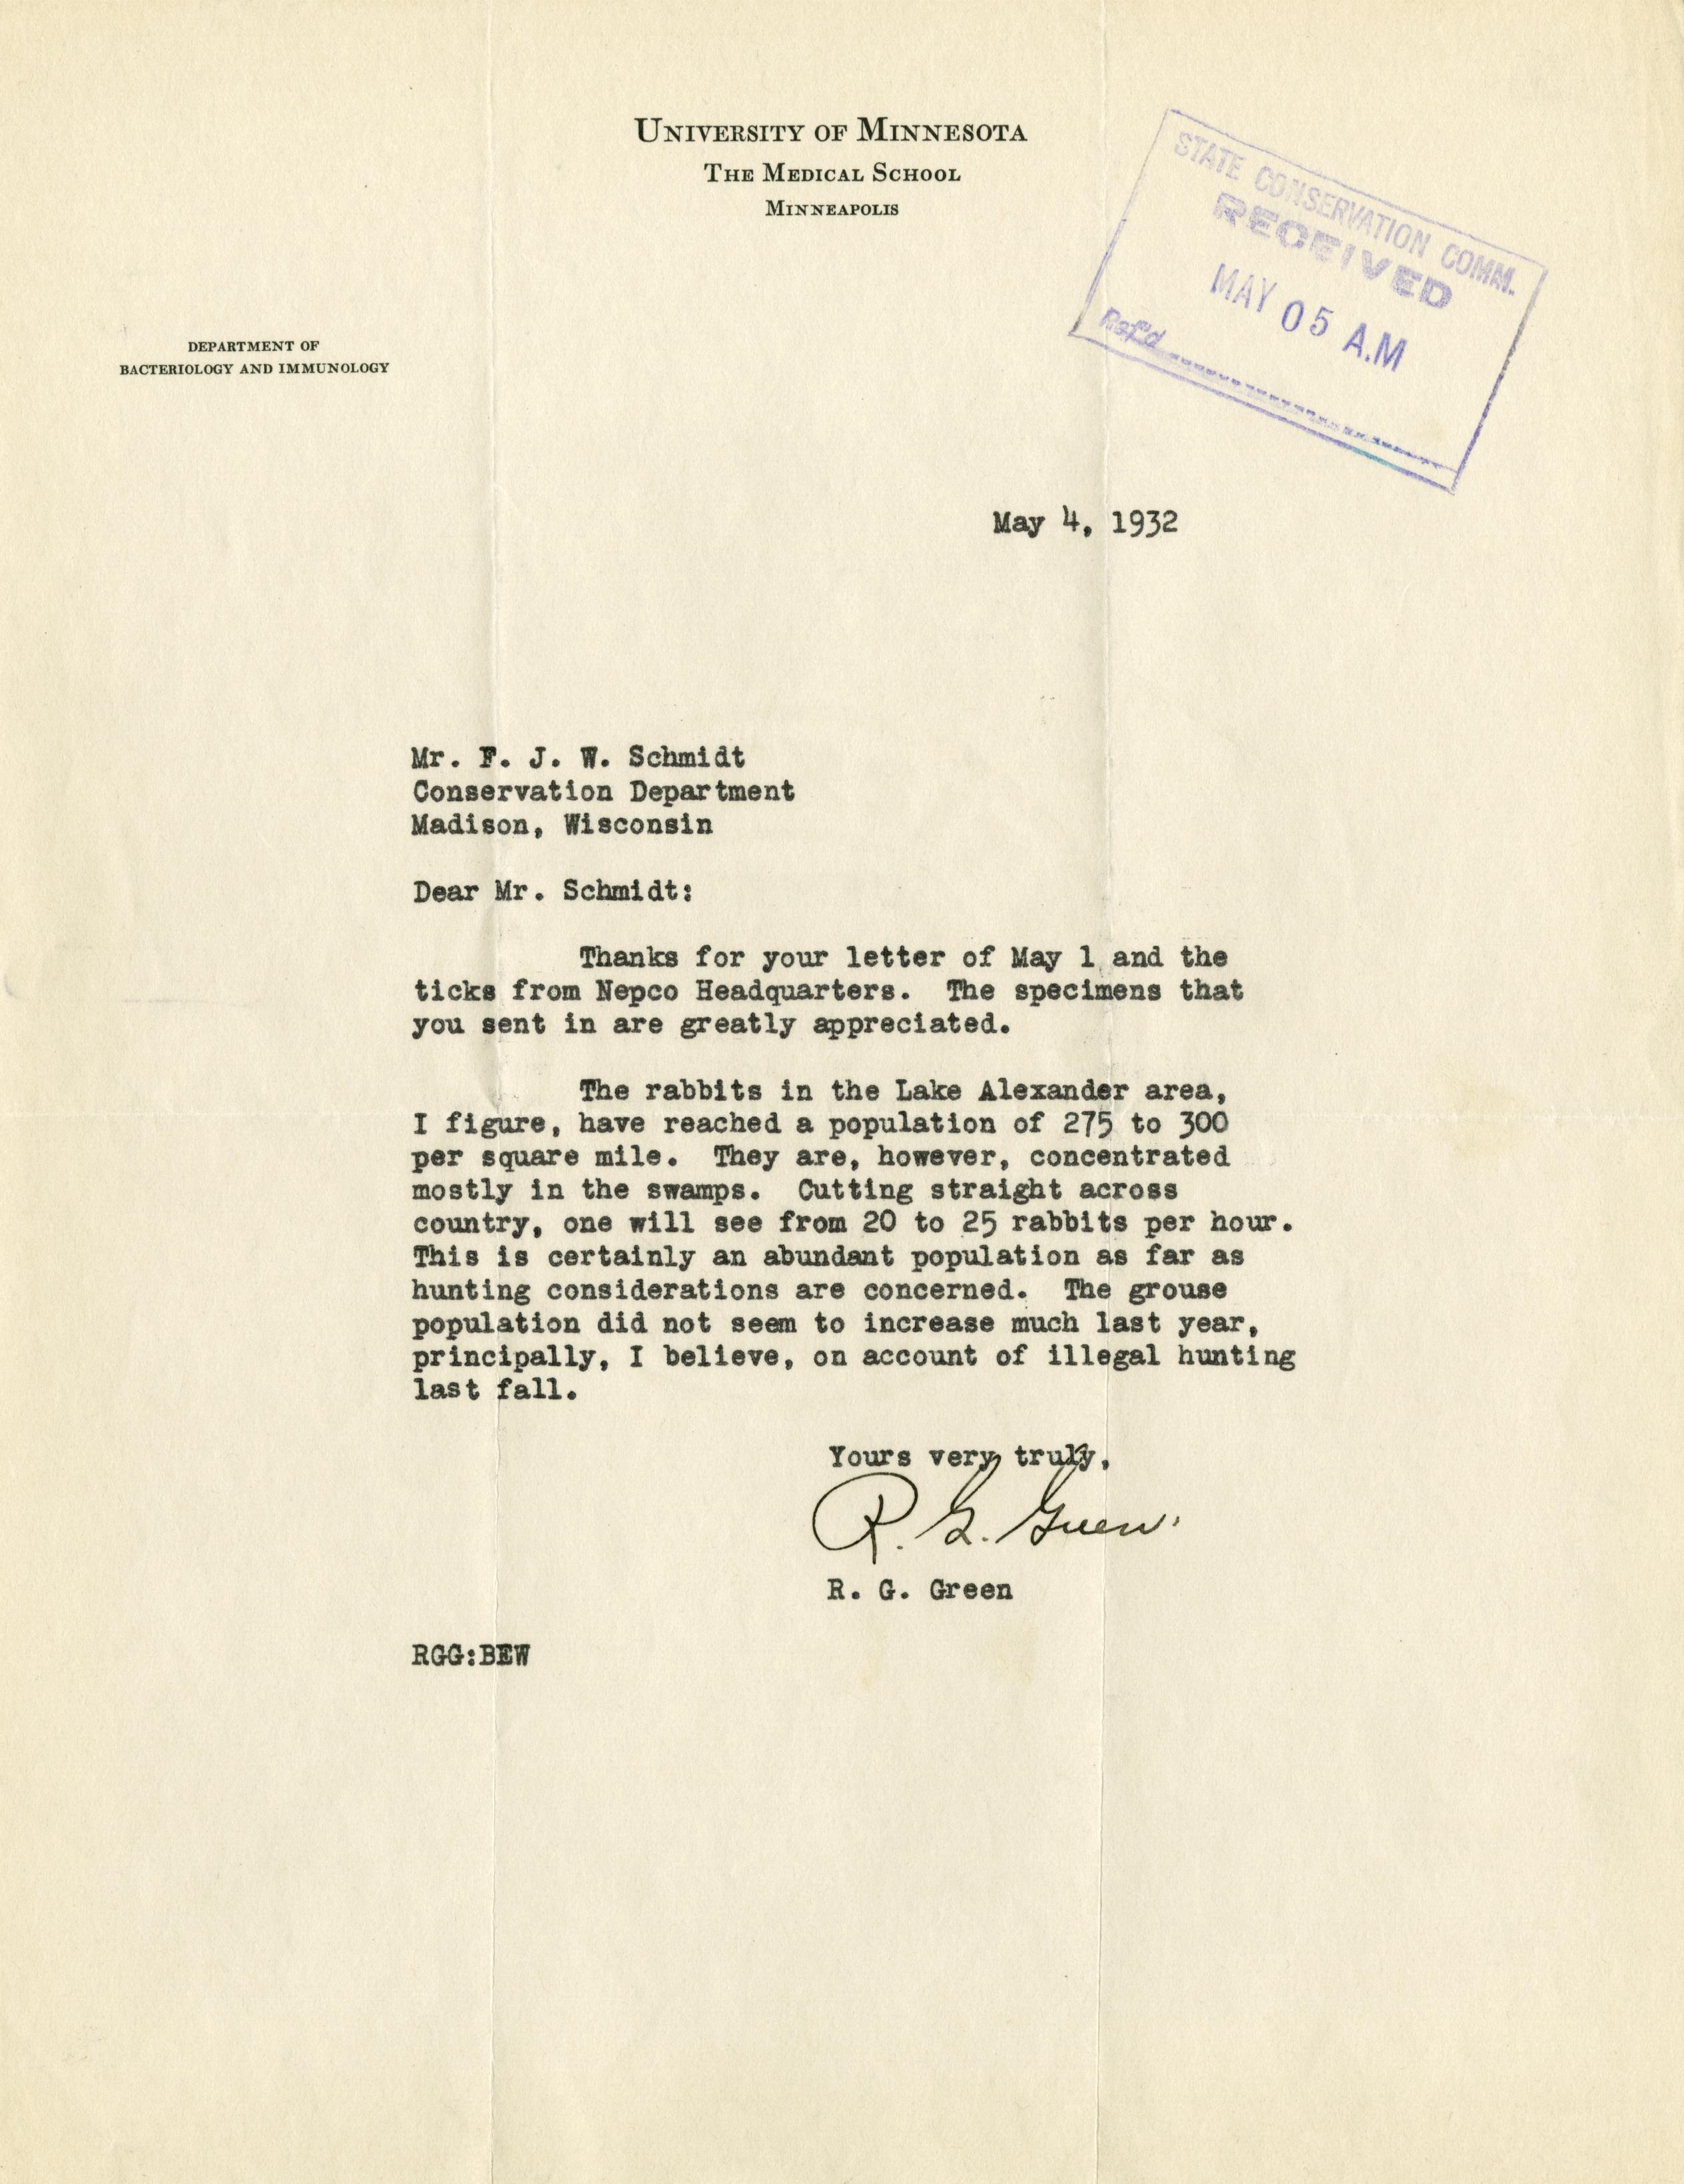 UNIVERSITY OF MINNESOTA
THE MEDICAL SCHOOL
MINNEAPOLIS
STATE CONSERVATION COMM.
RECEIVED
MAY 05 A.M
Ref'd
DEPARTMENT OF
BACTERIOLOGY AND IMMUNOLOGY
May 4, 1932
Mr. F. J. W. Schmidt
Conservation Department
Madison, Wisconsin
Dear Mr. Schmidt:
Thanks for your letter of May 1 and the
ticks from Nepco Headquarters. The specimens that
you sent in are greatly appreciated.
The rabbits in the Lake Alexander area,
I figure, have reached a population of 275 to 300
per square mile. They are, however, concentrated
mostly in the swamps. Cutting straight across
country, one will see from 20 to 25 rabbits per hour.
This is certainly an abundant population as far as
hunting considerations are concerned. The grouse
population did not seem to increase much last year,
principally, I believe, on account of illegal hunting
last fall.
Yours very truly,
R. G. Green
R. G. Green
RGG:BEW